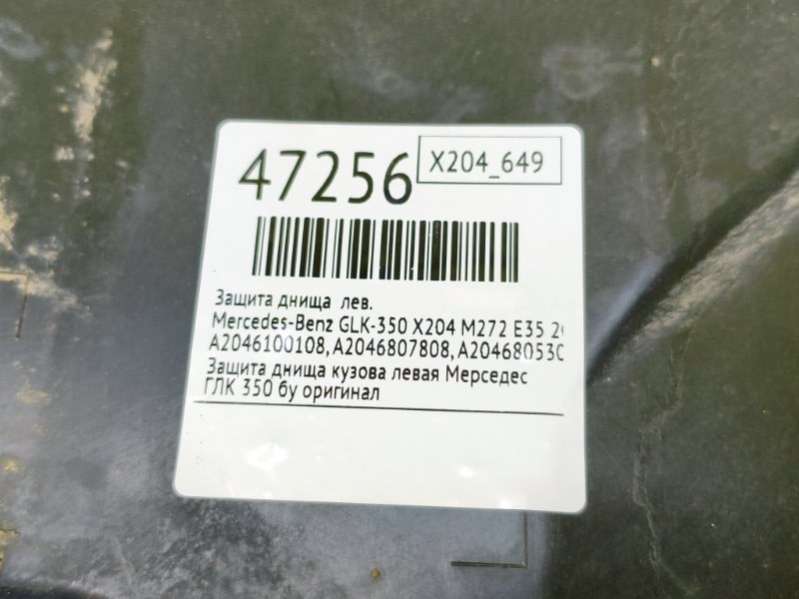 47256
X204_649
Защита днища лев.
Mercedes-Benz GLK-350 X204 M272 E35
A2046100108, A2046807808, A204680530
Защита днища кузова левая Мерседес
ГЛК 350 бу оригинал